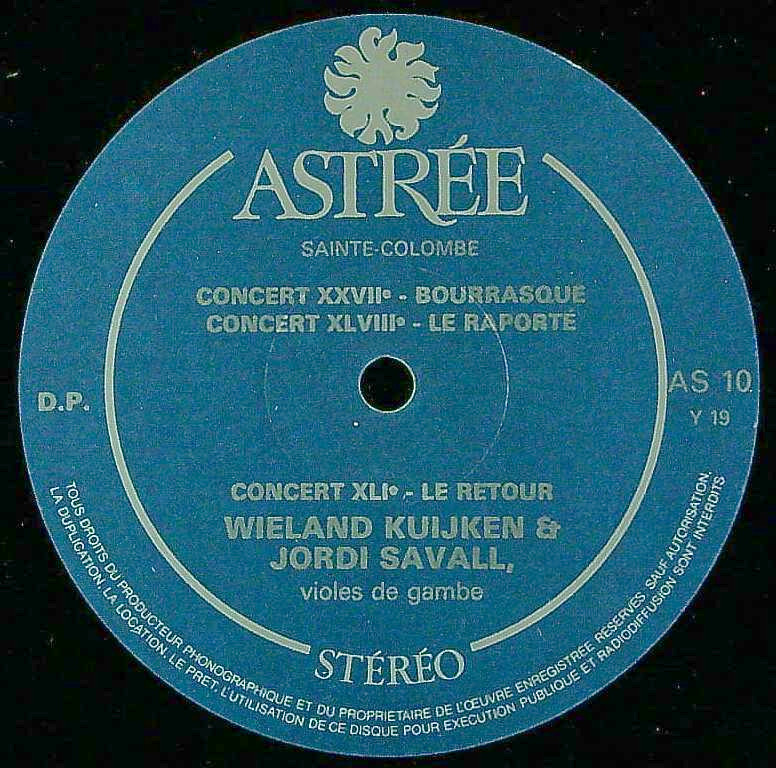 ASTRÉE
SAINTE-COLOMBE
CONCERT XXVIIe - BOURRASQUE
CONCERT XLVIIIe - LE RAPORTÉ
D.P.
AS 10
Y 19
CONCERT XLIe - LE RETOUR
WIELAND KUIJKEN &
JORDI SAVALL,
violes de gambe
STÉRÉO
TOUS DROITS DU PRODUCTEUR PHONOGRAPHIQUE ET DU PROPRIETAIRE DE L'ŒUVRE ENREGISTREE RESERVES SAUF AUTORISATION,
LA DUPLICATION, LA LOCATION, LE PRET, L'UTILISATION DE CE DISQUE POUR EXECUTION PUBLIQUE ET RADIODIFFUSION SONT INTERDITS